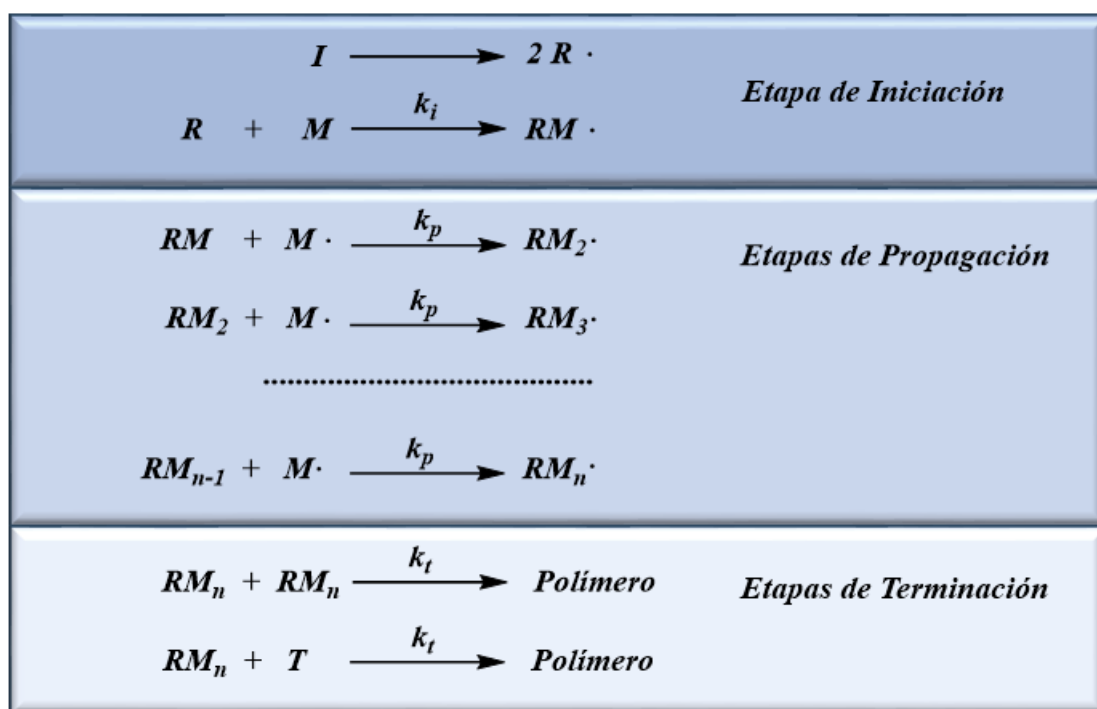 I → 2 R ·
Etapa de Iniciación
kᵢ
R + M → RM ·
kₚ
RM + M · → RM₂·
Etapas de Propagación
kₚ
RM₂ + M · → RM₃·
..........................................
kₚ
RMₙ₋₁ + M· → RMₙ·
kₜ
RMₙ + RMₙ → Polímero
Etapas de Terminación
kₜ
RMₙ + T → Polímero